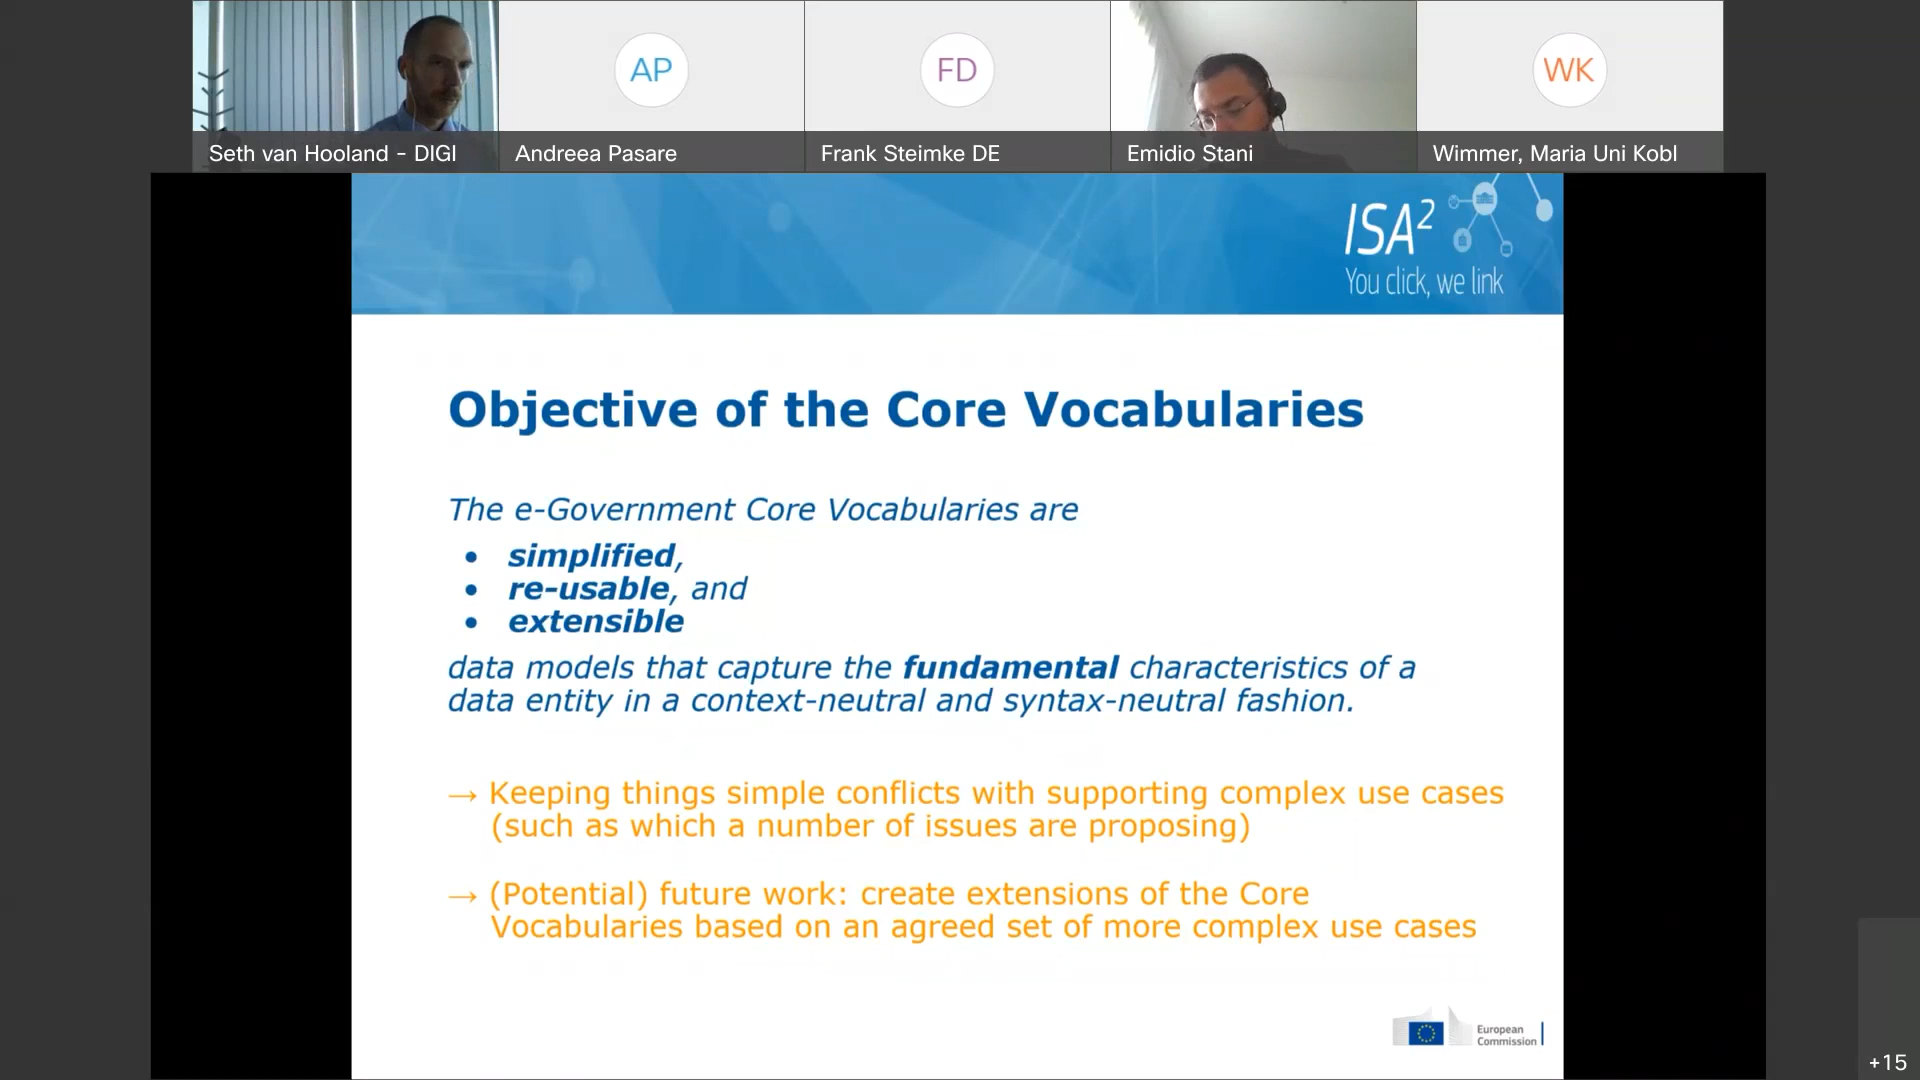 AP
FD
WK
Seth van Hooland - DIGI
Andreea Pasare
Frank Steimke DE
Emidio Stani
Wimmer, Maria Uni Kobl
ISA²
You click, we link
Objective of the Core Vocabularies
The e-Government Core Vocabularies are
• simplified,
• re-usable, and
• extensible
data models that capture the fundamental characteristics of a
data entity in a context-neutral and syntax-neutral fashion.
→ Keeping things simple conflicts with supporting complex use cases
(such as which a number of issues are proposing)
→ (Potential) future work: create extensions of the Core
Vocabularies based on an agreed set of more complex use cases
European
Commission
+15